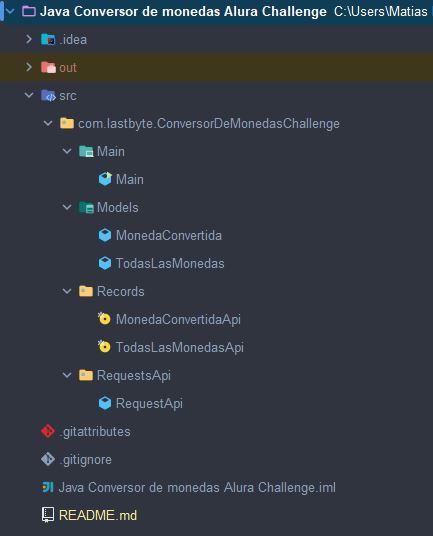 Java Conversor de monedas Alura Challenge C:\Users\Matias
.idea
out
src
com.lastbyte.ConversorDeMonedasChallenge
Main
Main
Models
MonedaConvertida
TodasLasMonedas
Records
MonedaConvertidaApi
TodasLasMonedasApi
RequestsApi
RequestApi
.gitattributes
.gitignore
Java Conversor de monedas Alura Challenge.iml
README.md